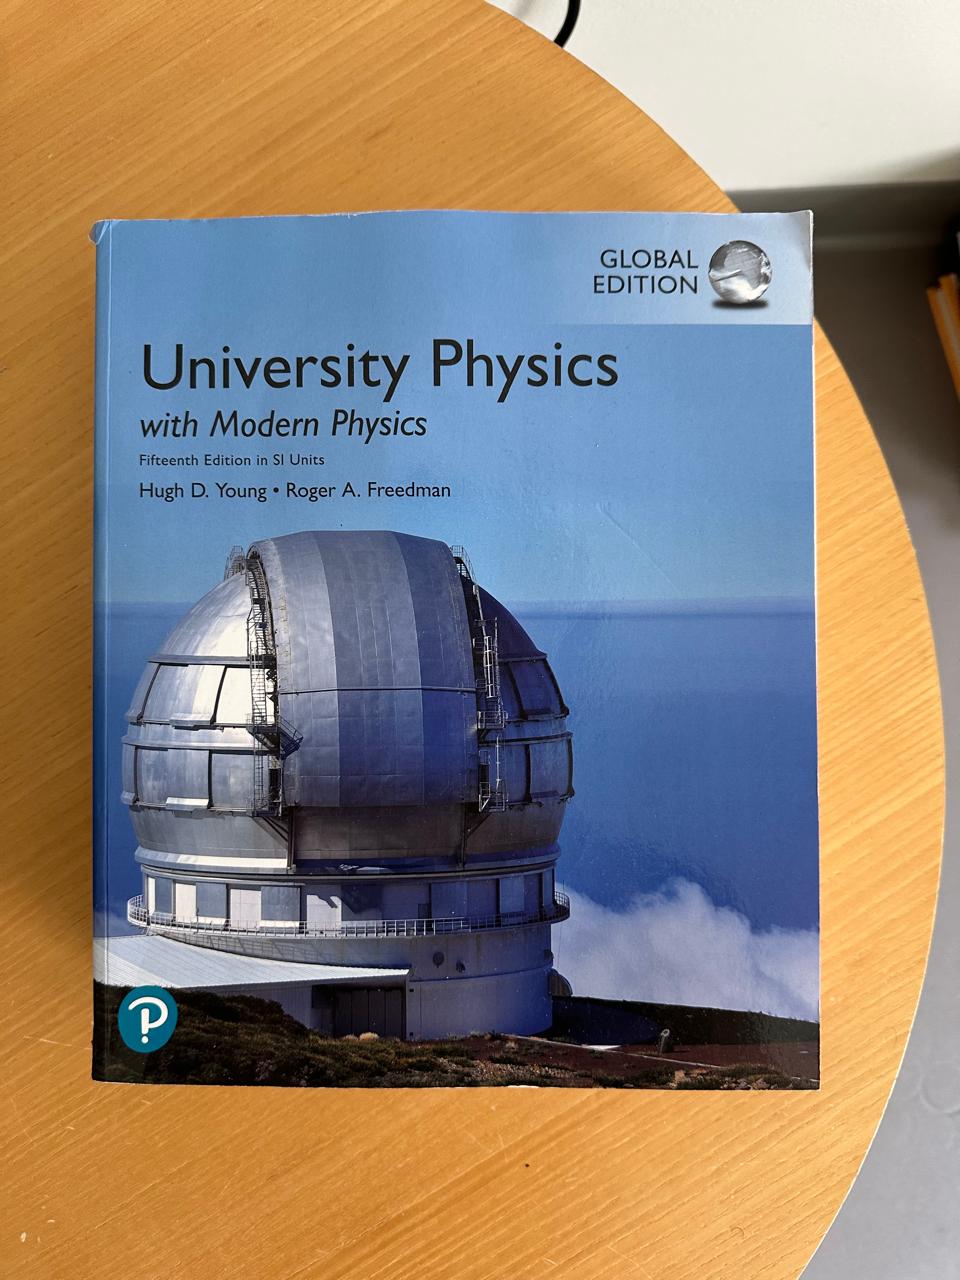 GLOBAL
EDITION
University Physics
with Modern Physics
Fifteenth Edition in SI Units
Hugh D. Young • Roger A. Freedman
P